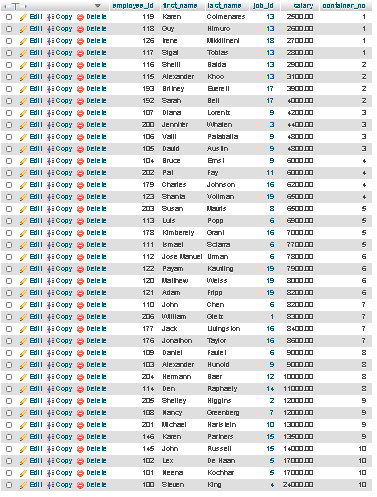 employee_id first_name last_name job_id salary container_no
Edit Copy Delete 119 Karen Colmenares 13 2500.00 1
Edit Copy Delete 118 Guy Himuro 13 2600.00 1
Edit Copy Delete 126 Irene Mikkilineni 18 2700.00 1
Edit Copy Delete 117 Sigal Tobias 13 2800.00 1
Edit Copy Delete 116 Shelli Baida 13 2900.00 2
Edit Copy Delete 115 Alexander Khoo 13 3100.00 2
Edit Copy Delete 193 Britney Everett 17 3900.00 2
Edit Copy Delete 192 Sarah Bell 17 4000.00 2
Edit Copy Delete 107 Diana Lorentz 9 4200.00 3
Edit Copy Delete 200 Jennifer Whalen 3 4400.00 3
Edit Copy Delete 106 Valli Pataballa 9 4800.00 3
Edit Copy Delete 105 David Austin 9 4800.00 3
Edit Copy Delete 104 Bruce Ernst 9 6000.00 4
Edit Copy Delete 202 Pat Fay 11 6000.00 4
Edit Copy Delete 179 Charles Johnson 16 6200.00 4
Edit Copy Delete 123 Shanta Vollman 19 6500.00 4
Edit Copy Delete 203 Susan Mavris 8 6500.00 5
Edit Copy Delete 113 Luis Popp 6 6900.00 5
Edit Copy Delete 178 Kimberely Grant 16 7000.00 5
Edit Copy Delete 111 Ismael Sciarra 6 7700.00 5
Edit Copy Delete 112 Jose Manuel Urman 6 7800.00 6
Edit Copy Delete 122 Payam Kaufling 19 7900.00 6
Edit Copy Delete 120 Matthew Weiss 19 8000.00 6
Edit Copy Delete 121 Adam Fripp 19 8200.00 6
Edit Copy Delete 110 John Chen 6 8200.00 7
Edit Copy Delete 206 William Gietz 1 8300.00 7
Edit Copy Delete 177 Jack Livingston 16 8400.00 7
Edit Copy Delete 176 Jonathon Taylor 16 8600.00 7
Edit Copy Delete 109 Daniel Faviet 6 9000.00 8
Edit Copy Delete 103 Alexander Hunold 9 9000.00 8
Edit Copy Delete 204 Hermann Baer 12 10000.00 8
Edit Copy Delete 114 Den Raphaely 14 11000.00 8
Edit Copy Delete 205 Shelley Higgins 2 12000.00 9
Edit Copy Delete 108 Nancy Greenberg 7 12000.00 9
Edit Copy Delete 201 Michael Hartstein 10 13000.00 9
Edit Copy Delete 146 Karen Partners 15 13500.00 9
Edit Copy Delete 145 John Russell 15 14000.00 10
Edit Copy Delete 102 Lex De Haan 5 17000.00 10
Edit Copy Delete 101 Neena Kochhar 5 17000.00 10
Edit Copy Delete 100 Steven King 4 24000.00 10